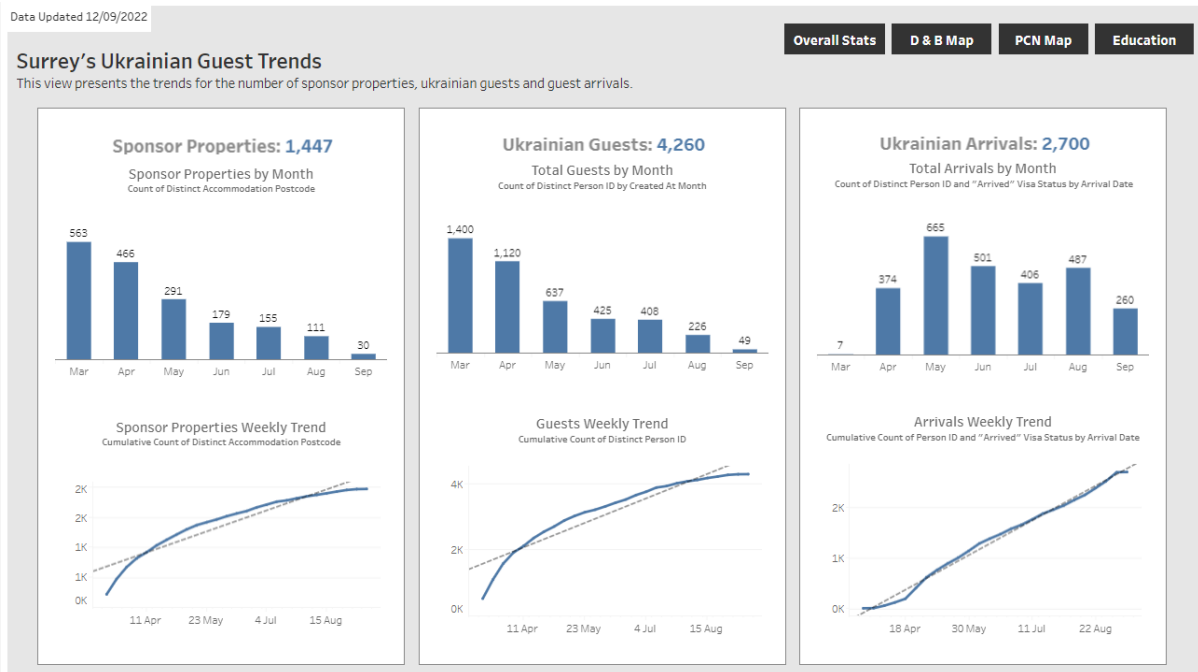 Data Updated 12/09/2022
Overall Stats
D & B Map
PCN Map
Education
Surrey's Ukrainian Guest Trends
This view presents the trends for the number of sponsor properties, ukrainian guests and guest arrivals.
Sponsor Properties: 1,447
Sponsor Properties by Month
Count of Distinct Accommodation Postcode
563
466
291
179
155
111
30
Mar Apr May Jun Jul Aug Sep
Sponsor Properties Weekly Trend
Cumulative Count of Distinct Accommodation Postcode
2K
2K
1K
1K
0K
11 Apr 23 May 4 Jul 15 Aug
Ukrainian Guests: 4,260
Total Guests by Month
Count of Distinct Person ID by Created At Month
1,400
1,120
637
425
408
226
49
Mar Apr May Jun Jul Aug Sep
Guests Weekly Trend
Cumulative Count of Distinct Person ID
4K
2K
0K
11 Apr 23 May 4 Jul 15 Aug
Ukrainian Arrivals: 2,700
Total Arrivals by Month
Count of Distinct Person ID and "Arrived" Visa Status by Arrival Date
7
374
665
501
406
487
260
Mar Apr May Jun Jul Aug Sep
Arrivals Weekly Trend
Cumulative Count of Person ID and "Arrived" Visa Status by Arrival Date
2K
1K
0K
18 Apr 30 May 11 Jul 22 Aug